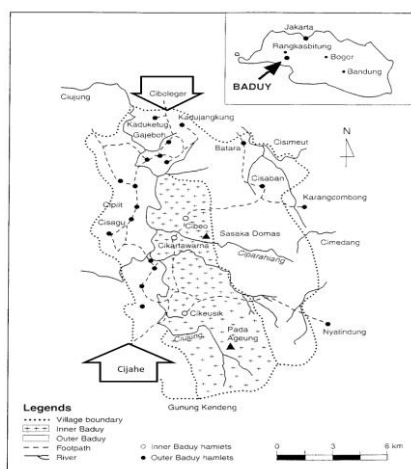 Jakarta
Rangkasbitung
Bogor
Bandung
BADUY
Ciboleger
Ciujung
Kadujangkung
Kaduketug
Gajeboh
N
Batara
Cisimeut
Cisaban
Cipiit
Karangcombong
Cibeo
Sasaka Domas
Cisagu
Cikartawarna
Cimedang
Ciparahiang
Cikeusik
Pada
Ageung
Ciujung
Nyalindung
Cijahe
Gunung Kendeng
Legends
Village boundary
Inner Baduy
Outer Baduy
Footpath
River
Inner Baduy hamlets
Outer Baduy hamlets
0 3 6 km